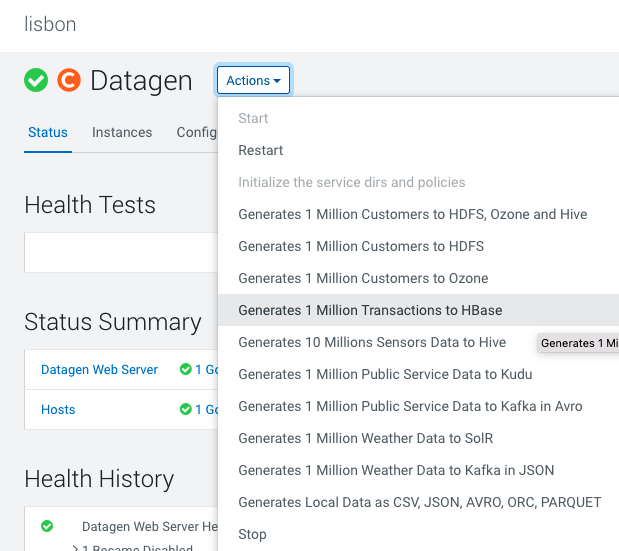 lisbon
Datagen
Actions
Status Instances Config
Start
Restart
Initialize the service dirs and policies
Generates 1 Million Customers to HDFS, Ozone and Hive
Generates 1 Million Customers to HDFS
Generates 1 Million Customers to Ozone
Generates 1 Million Transactions to HBase
Generates 10 Millions Sensors Data to Hive
Generates 1 Mi
Generates 1 Million Public Service Data to Kudu
Generates 1 Million Public Service Data to Kafka in Avro
Generates 1 Million Weather Data to SolR
Generates 1 Million Weather Data to Kafka in JSON
Generates Local Data as CSV, JSON, AVRO, ORC, PARQUET
Stop
Health Tests
Status Summary
Datagen Web Server 1 Go
Hosts 1 Go
Health History
Datagen Web Server He
1 Became Disabled